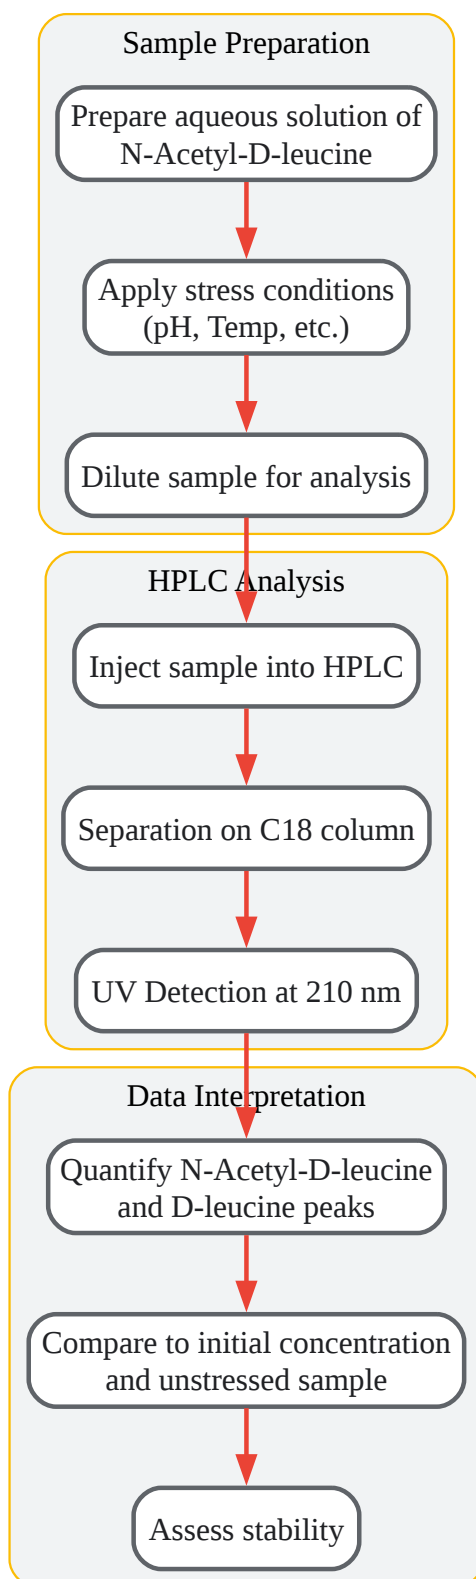 Sample Preparation
Prepare aqueous solution of
N-Acetyl-D-leucine
Apply stress conditions
(pH, Temp, etc.)
Dilute sample for analysis
HPLC Analysis
Inject sample into HPLC
Separation on C18 column
UV Detection at 210 nm
Data Interpretation
Quantify N-Acetyl-D-leucine
and D-leucine peaks
Compare to initial concentration
and unstressed sample
Assess stability